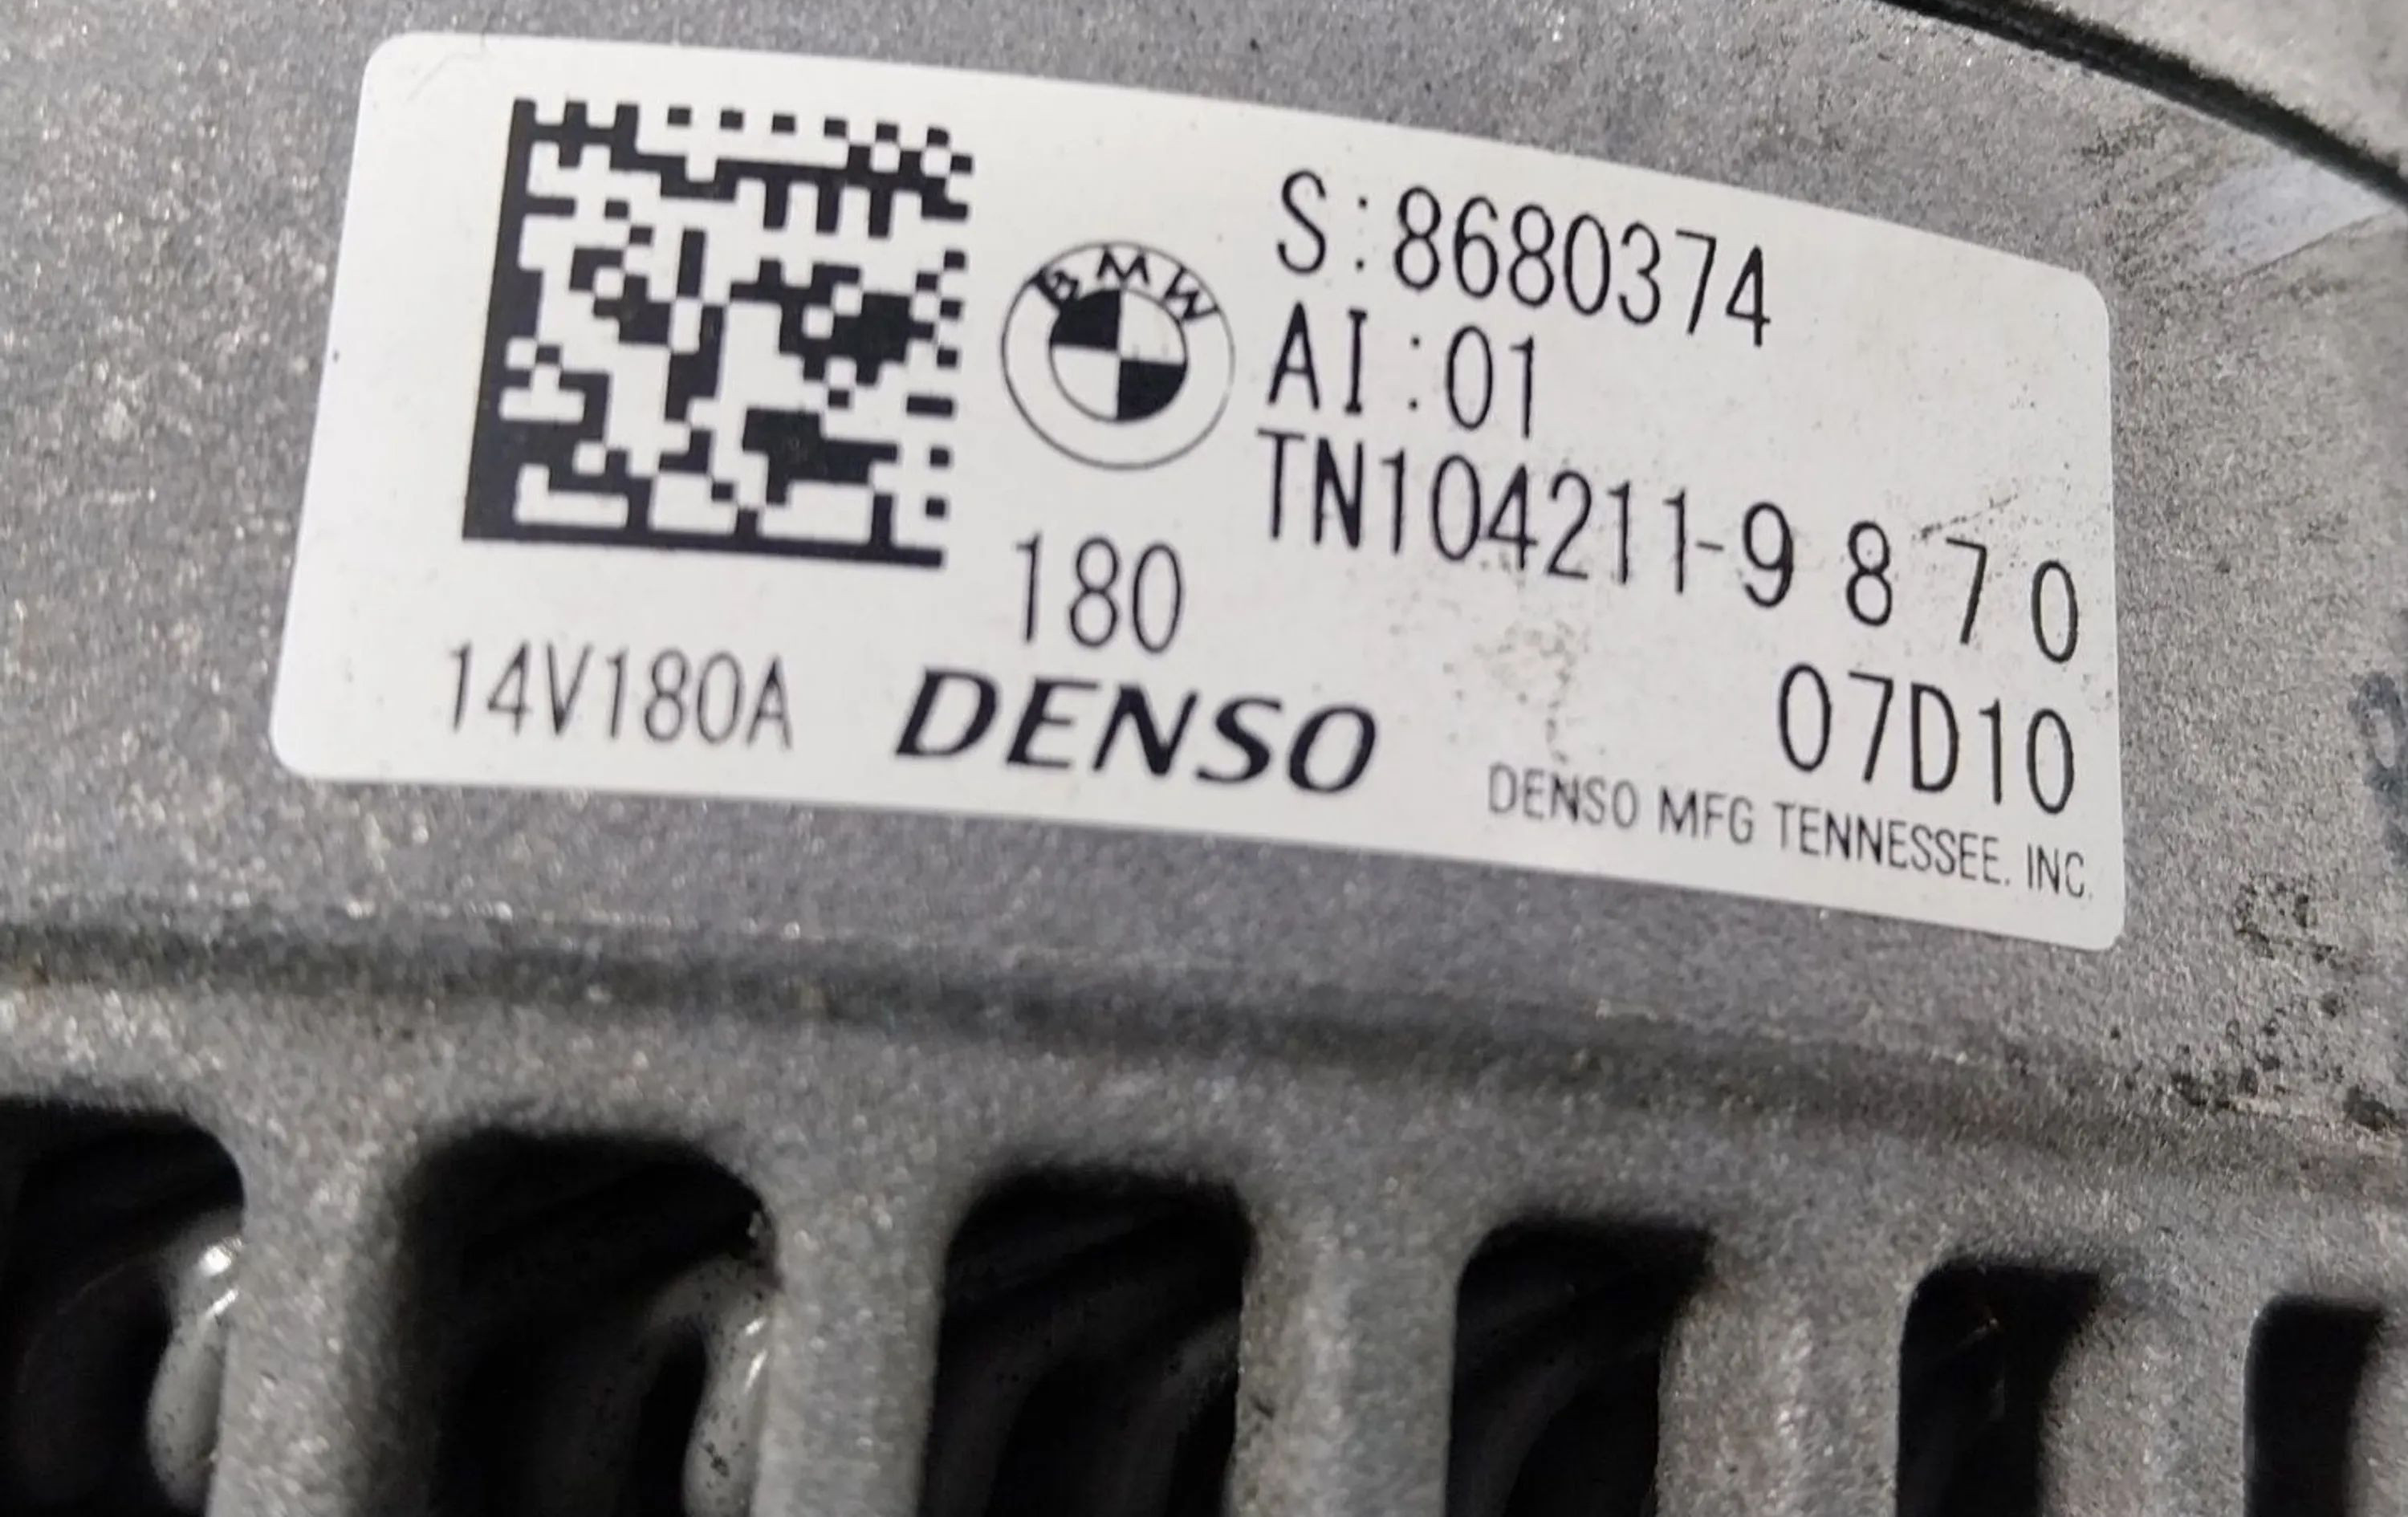 BMW
S:8680374
AI:01
TN104211-9870
180
07D10
14V180A
DENSO
DENSO MFG TENNESSEE. INC.